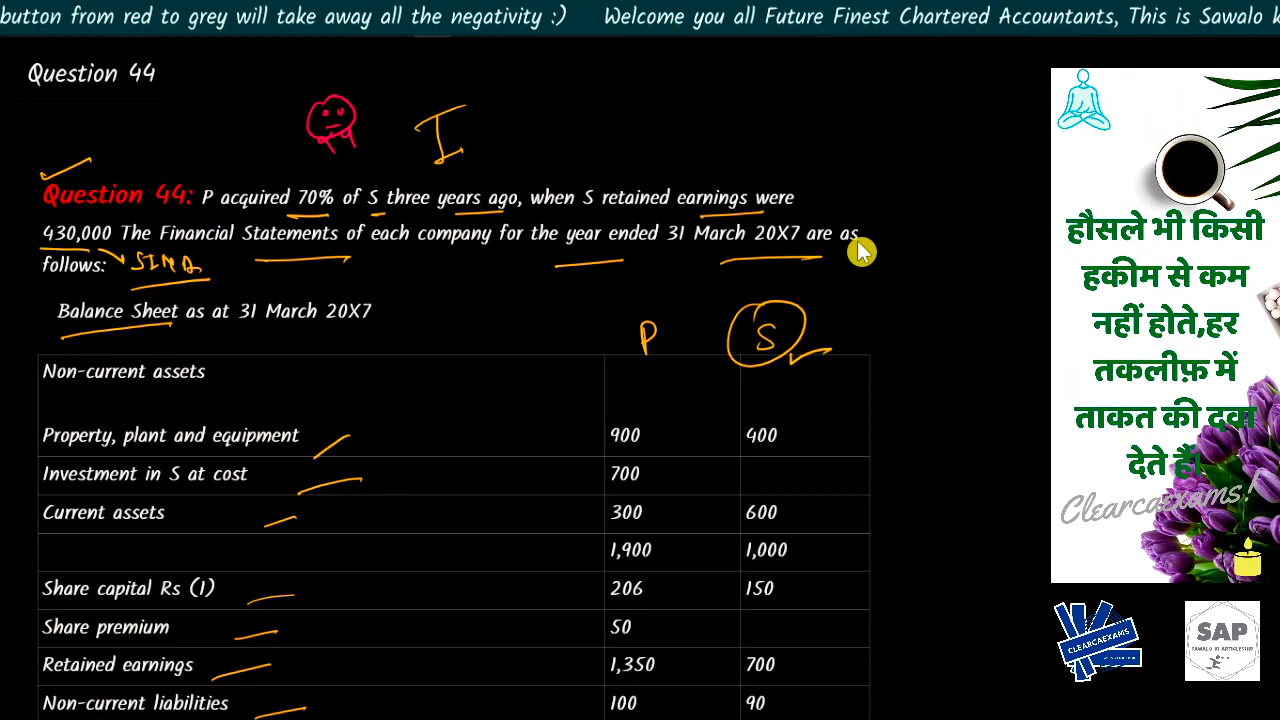 button from red to grey will take away all the negativity :) Welcome you all Future Finest Chartered Accountants, This is Sawalo k
Question 44
I
Question 44: P acquired 70% of S three years ago, when S retained earnings were
430,000 The Financial Statements of each company for the year ended 31 March 20X7 are as
follows:
Balance Sheet as at 31 March 20X7
P S
Non-current assets
Property, plant and equipment 900 400
Investment in S at cost 700
Current assets 300 600
1,900 1,000
Share capital Rs (1) 206 150
Share premium 50
Retained earnings 1,350 700
Non-current liabilities 100 90
हौसले भी किसी
हकीम से कम
नहीं होते,हर
तकलीफ़ में
ताकत की दवा
देते हैं।
Clearcaexams!
CLEARCAEXAMS
SAP
SAWALO KI ARTICLESHIP